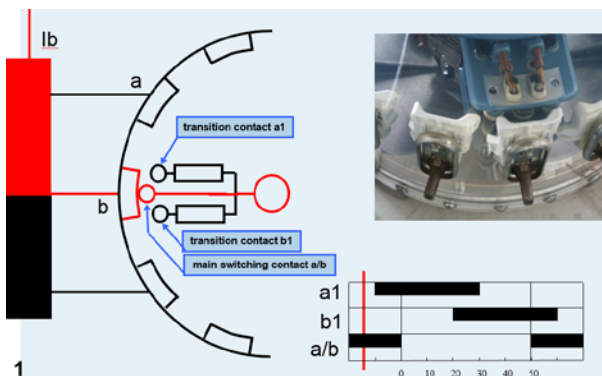 Ib
a
transition contact a1
b
transition contact b1
main switching contact a/b
a1
b1
a/b
0 10 20 30 40 50
1